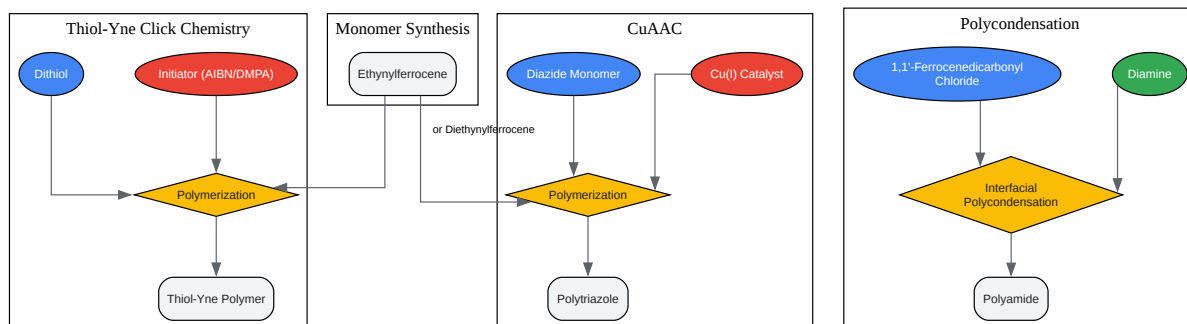 Thiol-Yne Click Chemistry
Dithiol
Initiator (AIBN/DMPA)
Polymerization
Thiol-Yne Polymer
Monomer Synthesis
Ethynylferrocene
or Diethynylferrocene
CuAAC
Diazide Monomer
Cu(I) Catalyst
Polymerization
Polytriazole
Polycondensation
1,1'-Ferrocenedicarbonyl
Chloride
Diamine
Interfacial
Polycondensation
Polyamide